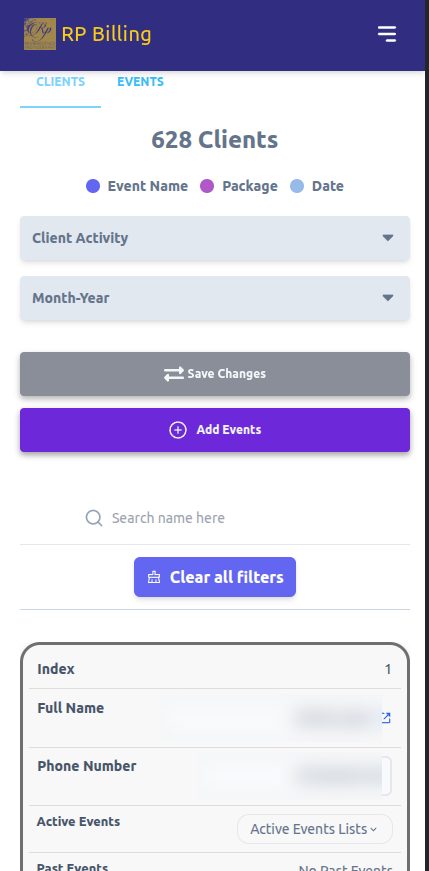 Rp RP Billing
CLIENTS EVENTS
628 Clients
Event Name Package Date
Client Activity
Month-Year
Save Changes
Add Events
Search name here
Clear all filters
Index 1
Full Name
Phone Number
Active Events Active Events Lists
Past Events No Past Events